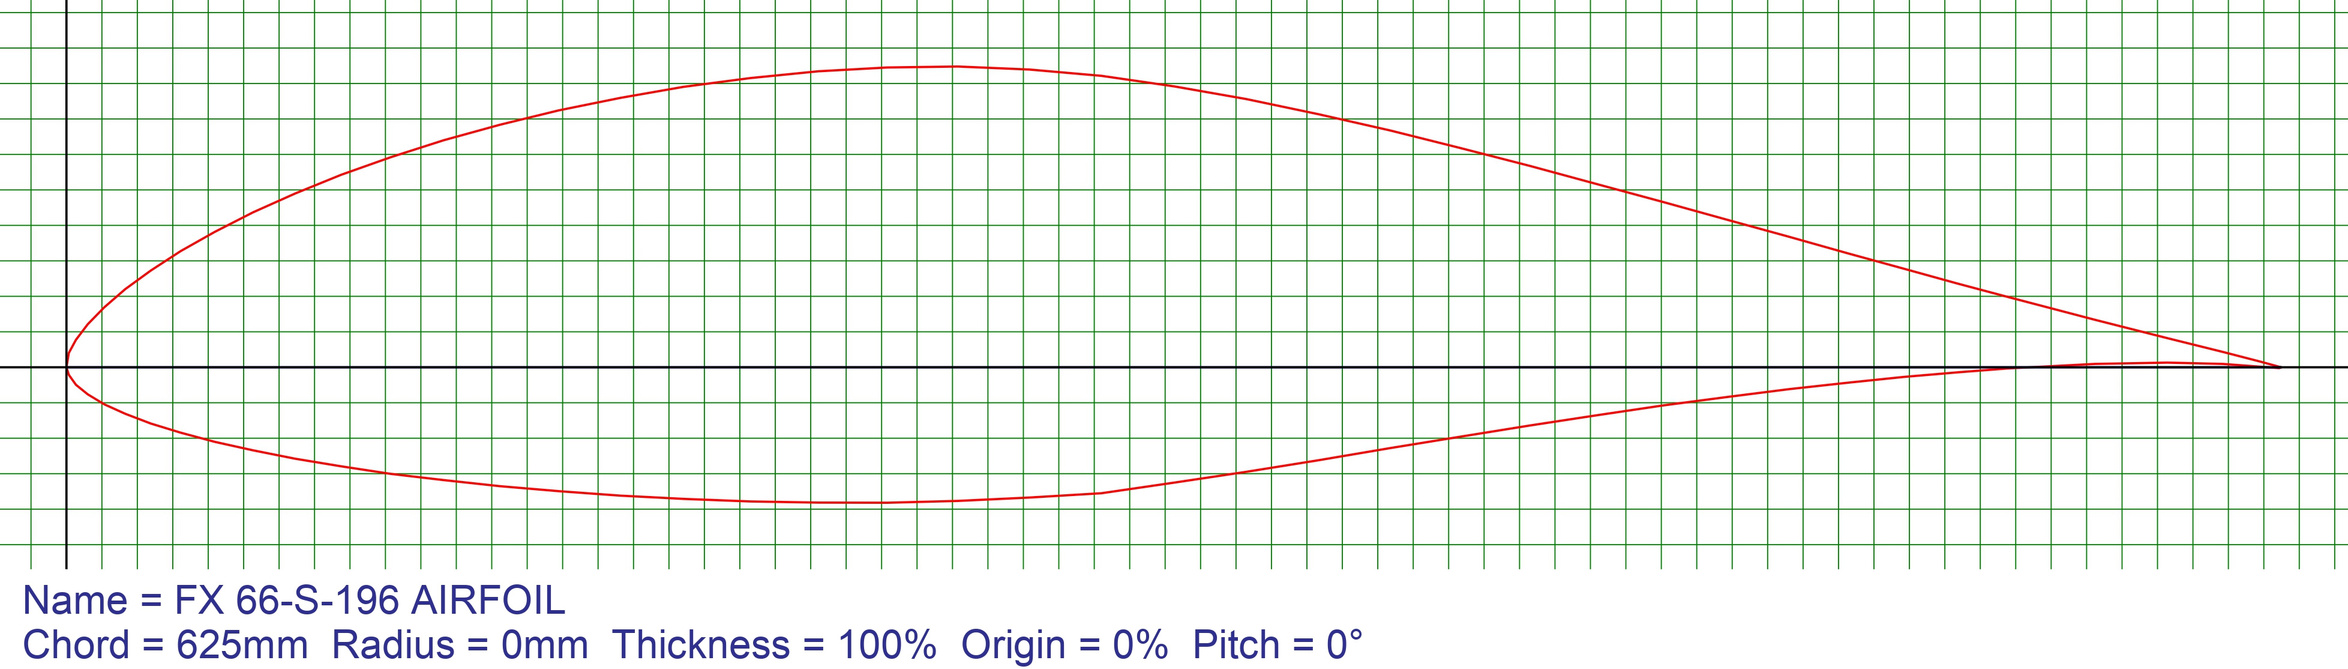 Name = FX 66-S-196 AIRFOIL
Chord = 625mm  Radius = 0mm  Thickness = 100%  Origin = 0%  Pitch = 0°